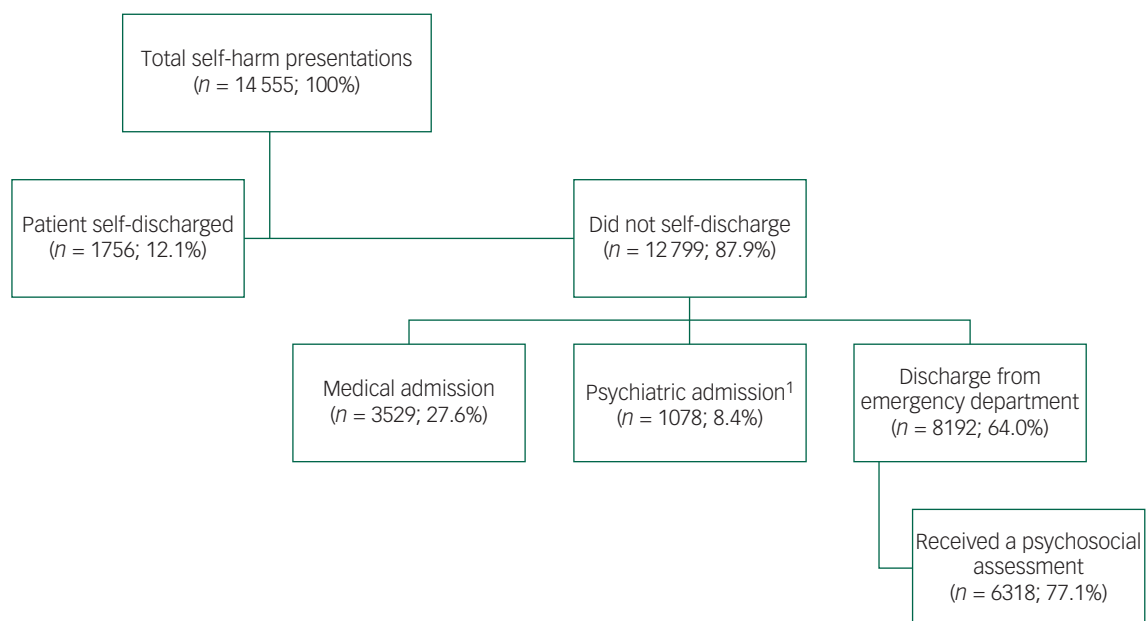 Total self-harm presentations
(n = 14 555; 100%)
Patient self-discharged
(n = 1756; 12.1%)
Did not self-discharge
(n = 12 799; 87.9%)
Medical admission
(n = 3529; 27.6%)
Psychiatric admission¹
(n = 1078; 8.4%)
Discharge from
emergency department
(n = 8192; 64.0%)
Received a psychosocial
assessment
(n = 6318; 77.1%)